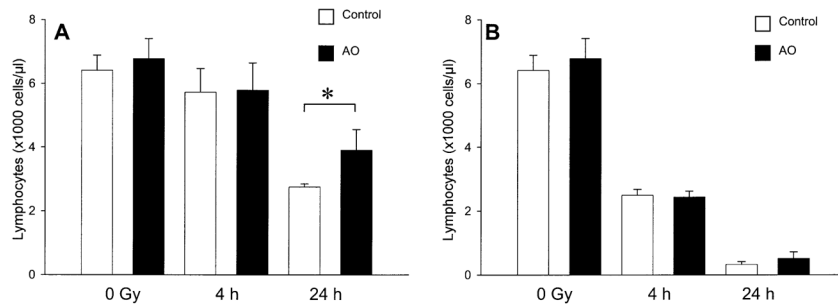 A
Control
AO
Lymphocytes (x1000 cells/µl)
8
6
4
2
0
*
0 Gy
4 h
24 h
B
Control
AO
Lymphocytes (x1000 cells/µl)
8
6
4
2
0
0 Gy
4 h
24 h